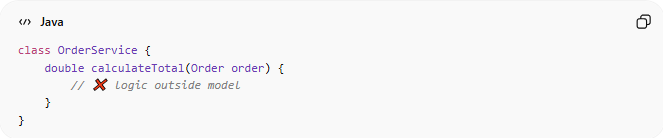 </> Java
class OrderService {
    double calculateTotal(Order order) {
        // ❌ logic outside model
    }
}